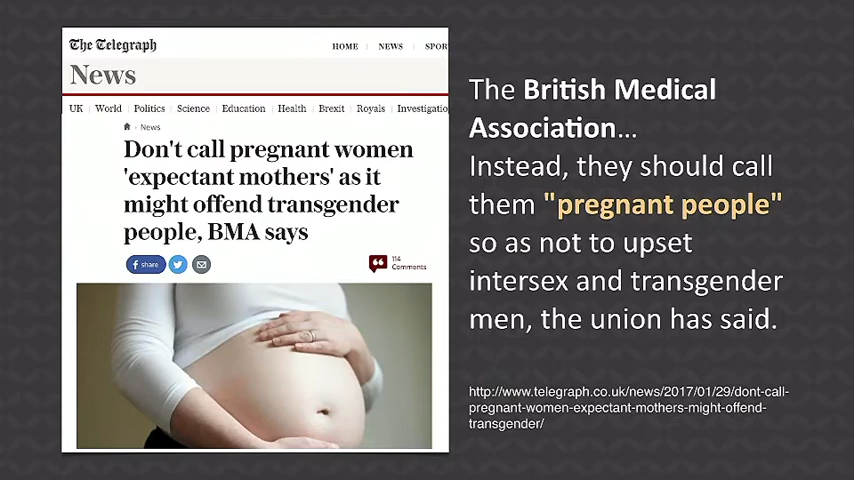 The Telegraph
HOME NEWS SPOR
News
UK World Politics Science Education Health Brexit Royals Investigatio
News
Don't call pregnant women
'expectant mothers' as it
might offend transgender
people, BMA says
f share
114
Comments
The British Medical
Association...
Instead, they should call
them "pregnant people"
so as not to upset
intersex and transgender
men, the union has said.
http://www.telegraph.co.uk/news/2017/01/29/dont-call-
pregnant-women-expectant-mothers-might-offend-
transgender/